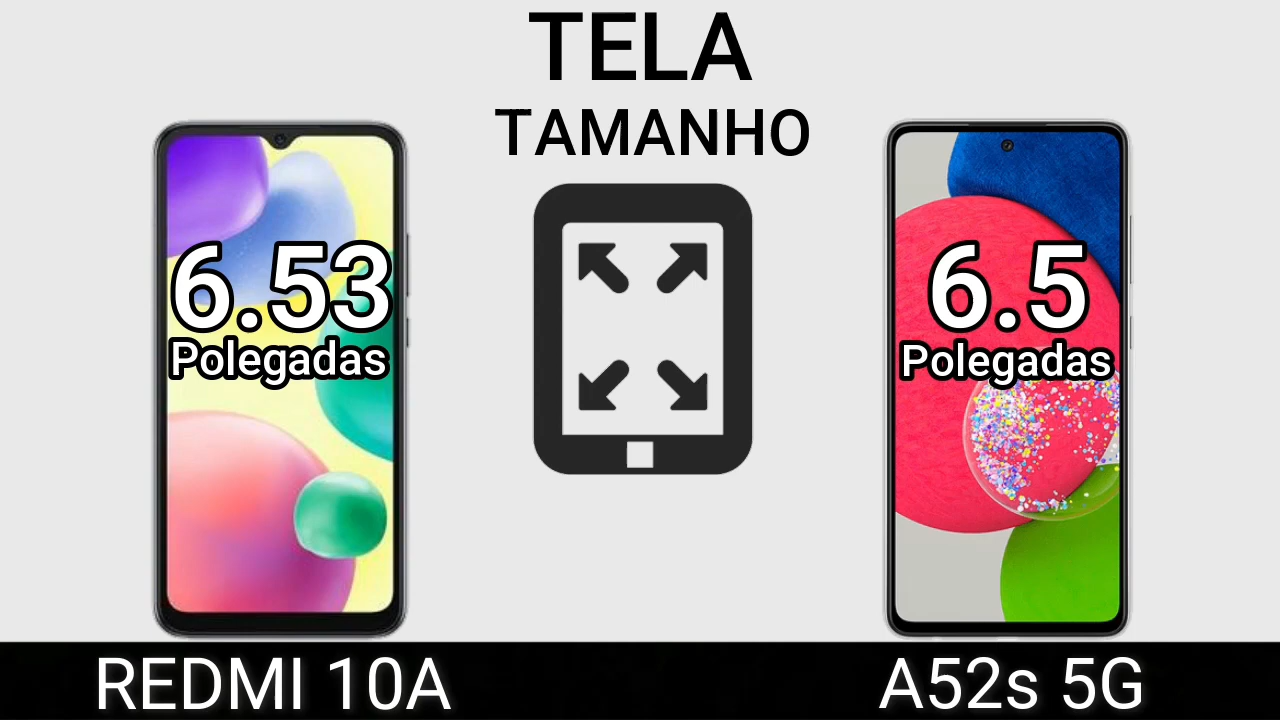 TELA
TAMANHO
6.53
Polegadas
6.5
Polegadas
REDMI 10A
A52s 5G